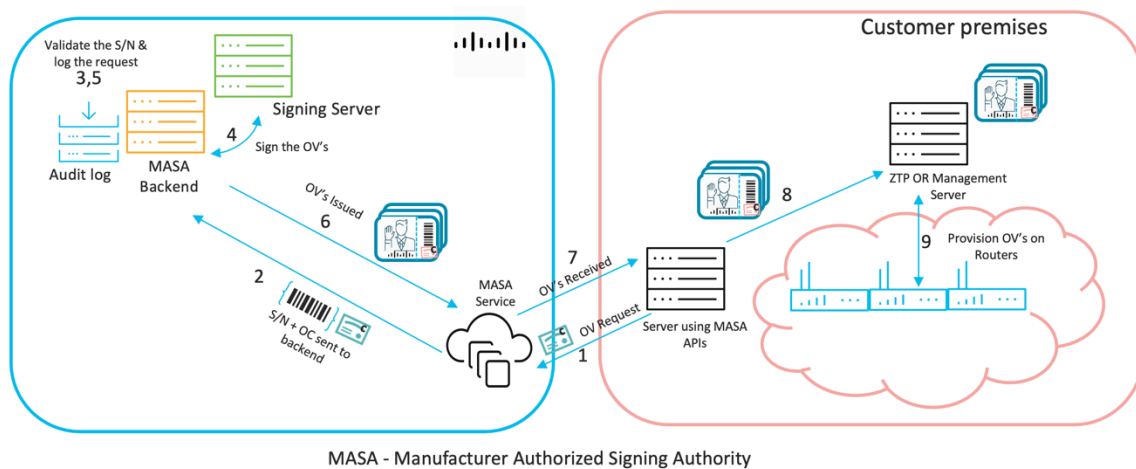 Customer premises
Validate the S/N &
log the request
3,5
Signing Server
4
Sign the OV's
Audit log
MASA
Backend
OV's Issued
6
2
S/N + OC sent to
backend
C
MASA
Service
7
OV's Received
OV Request
1
C
Server using MASA
APIs
8
ZTP OR Management
Server
9
Provision OV's on
Routers
MASA - Manufacturer Authorized Signing Authority